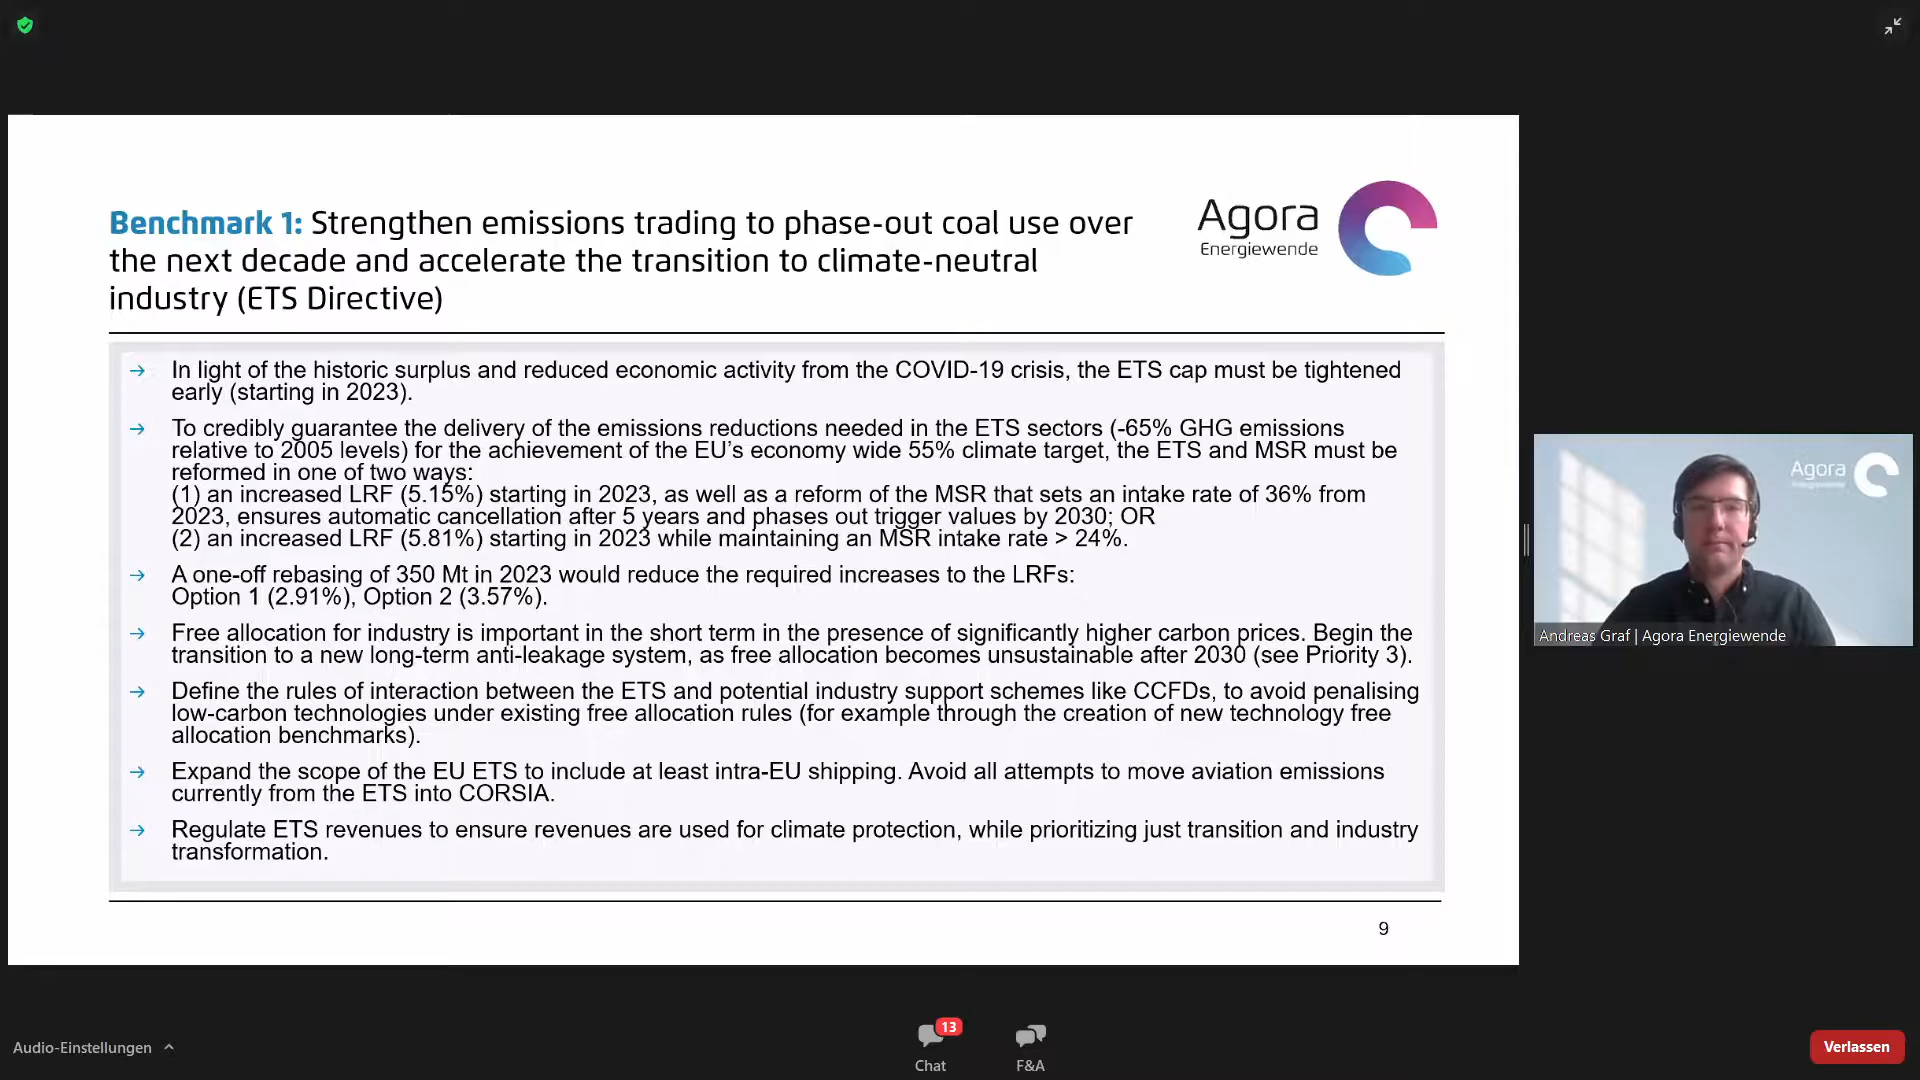 Benchmark 1: Strengthen emissions trading to phase-out coal use over
the next decade and accelerate the transition to climate-neutral
industry (ETS Directive)
Agora
Energiewende
→ In light of the historic surplus and reduced economic activity from the COVID-19 crisis, the ETS cap must be tightened
early (starting in 2023).
→ To credibly guarantee the delivery of the emissions reductions needed in the ETS sectors (-65% GHG emissions
relative to 2005 levels) for the achievement of the EU’s economy wide 55% climate target, the ETS and MSR must be
reformed in one of two ways:
(1) an increased LRF (5.15%) starting in 2023, as well as a reform of the MSR that sets an intake rate of 36% from
2023, ensures automatic cancellation after 5 years and phases out trigger values by 2030; OR
(2) an increased LRF (5.81%) starting in 2023 while maintaining an MSR intake rate > 24%.
→ A one-off rebasing of 350 Mt in 2023 would reduce the required increases to the LRFs:
Option 1 (2.91%), Option 2 (3.57%).
→ Free allocation for industry is important in the short term in the presence of significantly higher carbon prices. Begin the
transition to a new long-term anti-leakage system, as free allocation becomes unsustainable after 2030 (see Priority 3).
→ Define the rules of interaction between the ETS and potential industry support schemes like CCFDs, to avoid penalising
low-carbon technologies under existing free allocation rules (for example through the creation of new technology free
allocation benchmarks).
→ Expand the scope of the EU ETS to include at least intra-EU shipping. Avoid all attempts to move aviation emissions
currently from the ETS into CORSIA.
→ Regulate ETS revenues to ensure revenues are used for climate protection, while prioritizing just transition and industry
transformation.
9
Agora
Energiewende
Andreas Graf | Agora Energiewende
Audio-Einstellungen
13
Chat
F&A
Verlassen